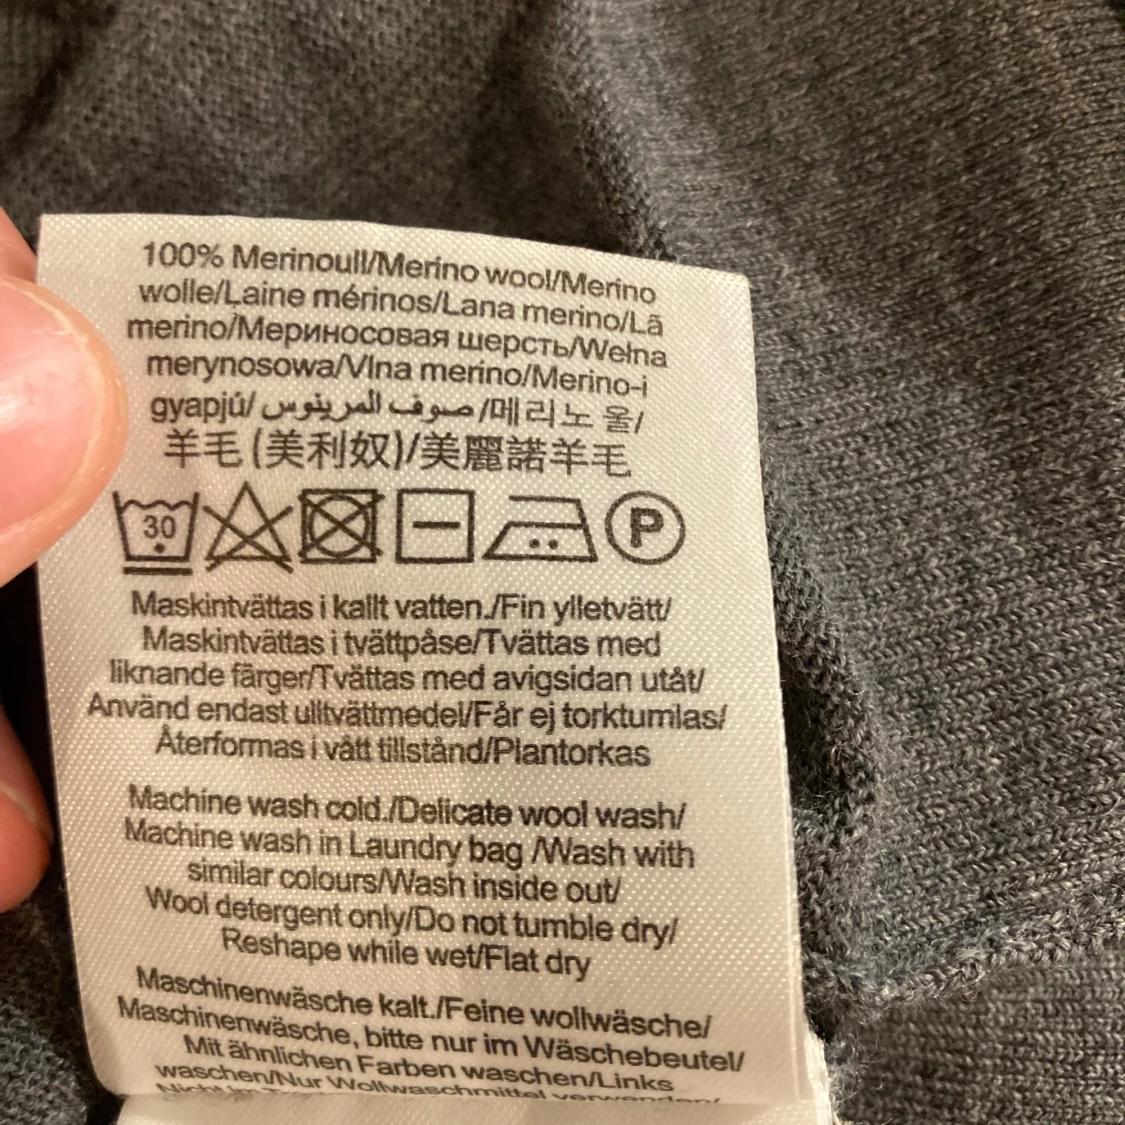 100% Merinoull/Merino wool/Merino
wolle/Laine mérinos/Lana merino/Lã
merino/Мериносовая шерсть/Wełna
merynosowa/Vlna merino/Merino-i
gyapjú/ صوف المرينوس /메리노 울/
羊毛 (美利奴)/美麗諾羊毛
30
P
Maskintvättas i kallt vatten./Fin ylletvätt/
Maskintvättas i tvättpåse/Tvättas med
liknande färger/Tvättas med avigsidan utåt/
Använd endast ulltvättmedel/Får ej torktumlas/
Återformas i vått tillstånd/Plantorkas
Machine wash cold./Delicate wool wash/
Machine wash in Laundry bag /Wash with
similar colours/Wash inside out/
Wool detergent only/Do not tumble dry/
Reshape while wet/Flat dry
Maschinenwäsche kalt./Feine wollwäsche/
Maschinenwäsche, bitte nur im Wäschebeutel/
Mit ähnlichen Farben waschen/Links
waschen/Nur Wollwaschmittel verwenden/